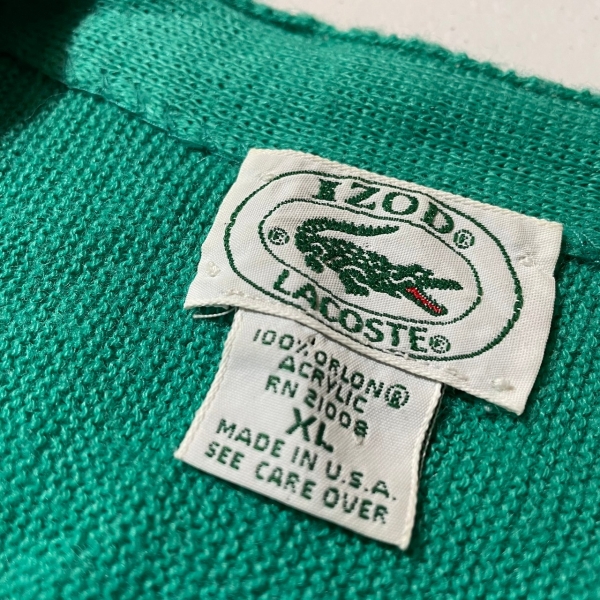 IZOD®
®
LACOSTE®
100% ORLON®
ACRYLIC
RN 21008
XL
MADE IN U.S.A.
SEE CARE OVER